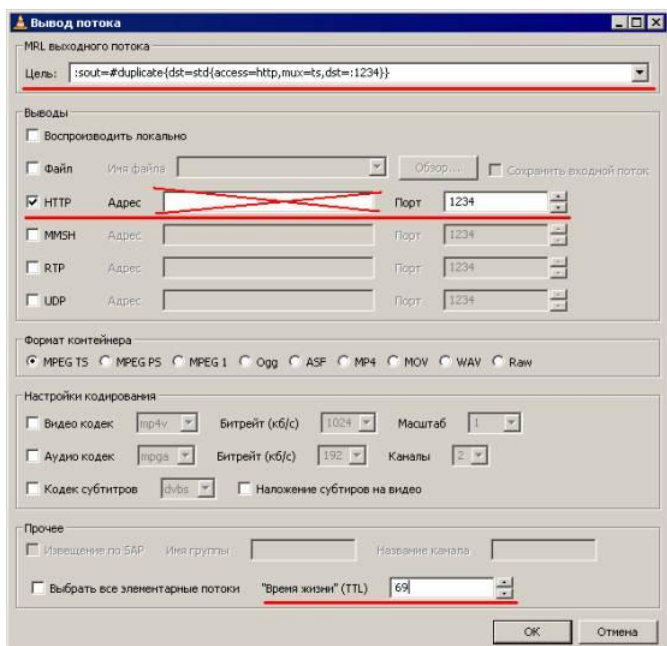 Вывод потока
MRL выходного потока
Цель: :sout=#duplicate{dst=std{access=http,mux=ts,dst=:1234}}
Выводы
Воспроизводить локально
Файл Имя файла Обзор... Сохранить входной поток
HTTP Адрес Порт 1234
MMSH Адрес Порт 1234
RTP Адрес Порт 1234
UDP Адрес Порт 1234
Формат контейнера
MPEG TS MPEG PS MPEG 1 Ogg ASF MP4 MOV WAV Raw
Настройки кодирования
Видео кодек mp4v Битрейт (кб/с) 1024 Масштаб 1
Аудио кодек mpga Битрейт (кб/с) 192 Каналы 2
Кодек субтитров dvbs Наложение субтиров на видео
Прочее
Извещение по SAP Имя группы Название канала
Выбрать все элементарные потоки "Время жизни" (TTL) 69
OK Отмена